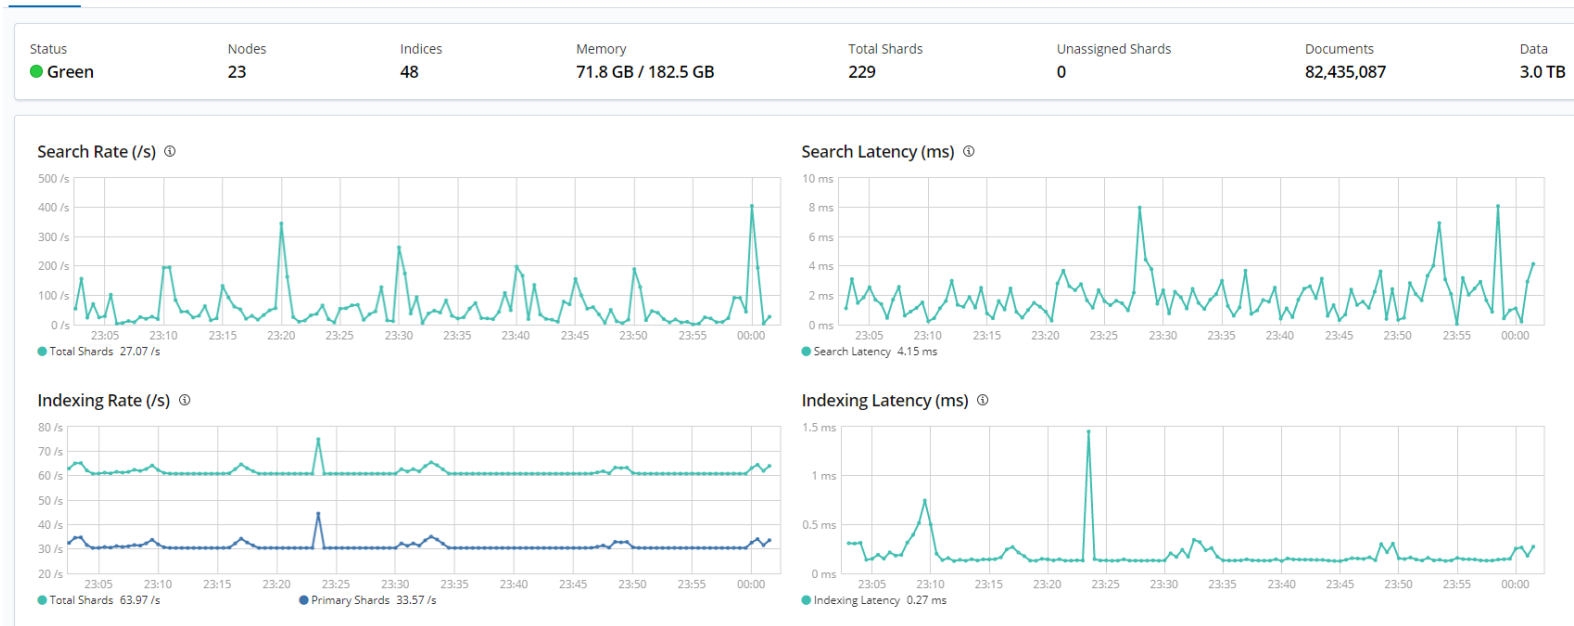 Status Nodes Indices Memory Total Shards Unassigned Shards Documents Data
Green 23 48 71.8 GB / 182.5 GB 229 0 82,435,087 3.0 TB
Search Rate (/s)
500 /s
400 /s
300 /s
200 /s
100 /s
0 /s
23:05 23:10 23:15 23:20 23:25 23:30 23:35 23:40 23:45 23:50 23:55 00:00
Total Shards 27.07 /s
Search Latency (ms)
10 ms
8 ms
6 ms
4 ms
2 ms
0 ms
23:05 23:10 23:15 23:20 23:25 23:30 23:35 23:40 23:45 23:50 23:55 00:00
Search Latency 4.15 ms
Indexing Rate (/s)
80 /s
70 /s
60 /s
50 /s
40 /s
30 /s
20 /s
23:05 23:10 23:15 23:20 23:25 23:30 23:35 23:40 23:45 23:50 23:55 00:00
Total Shards 63.97 /s Primary Shards 33.57 /s
Indexing Latency (ms)
1.5 ms
1 ms
0.5 ms
0 ms
23:05 23:10 23:15 23:20 23:25 23:30 23:35 23:40 23:45 23:50 23:55 00:00
Indexing Latency 0.27 ms